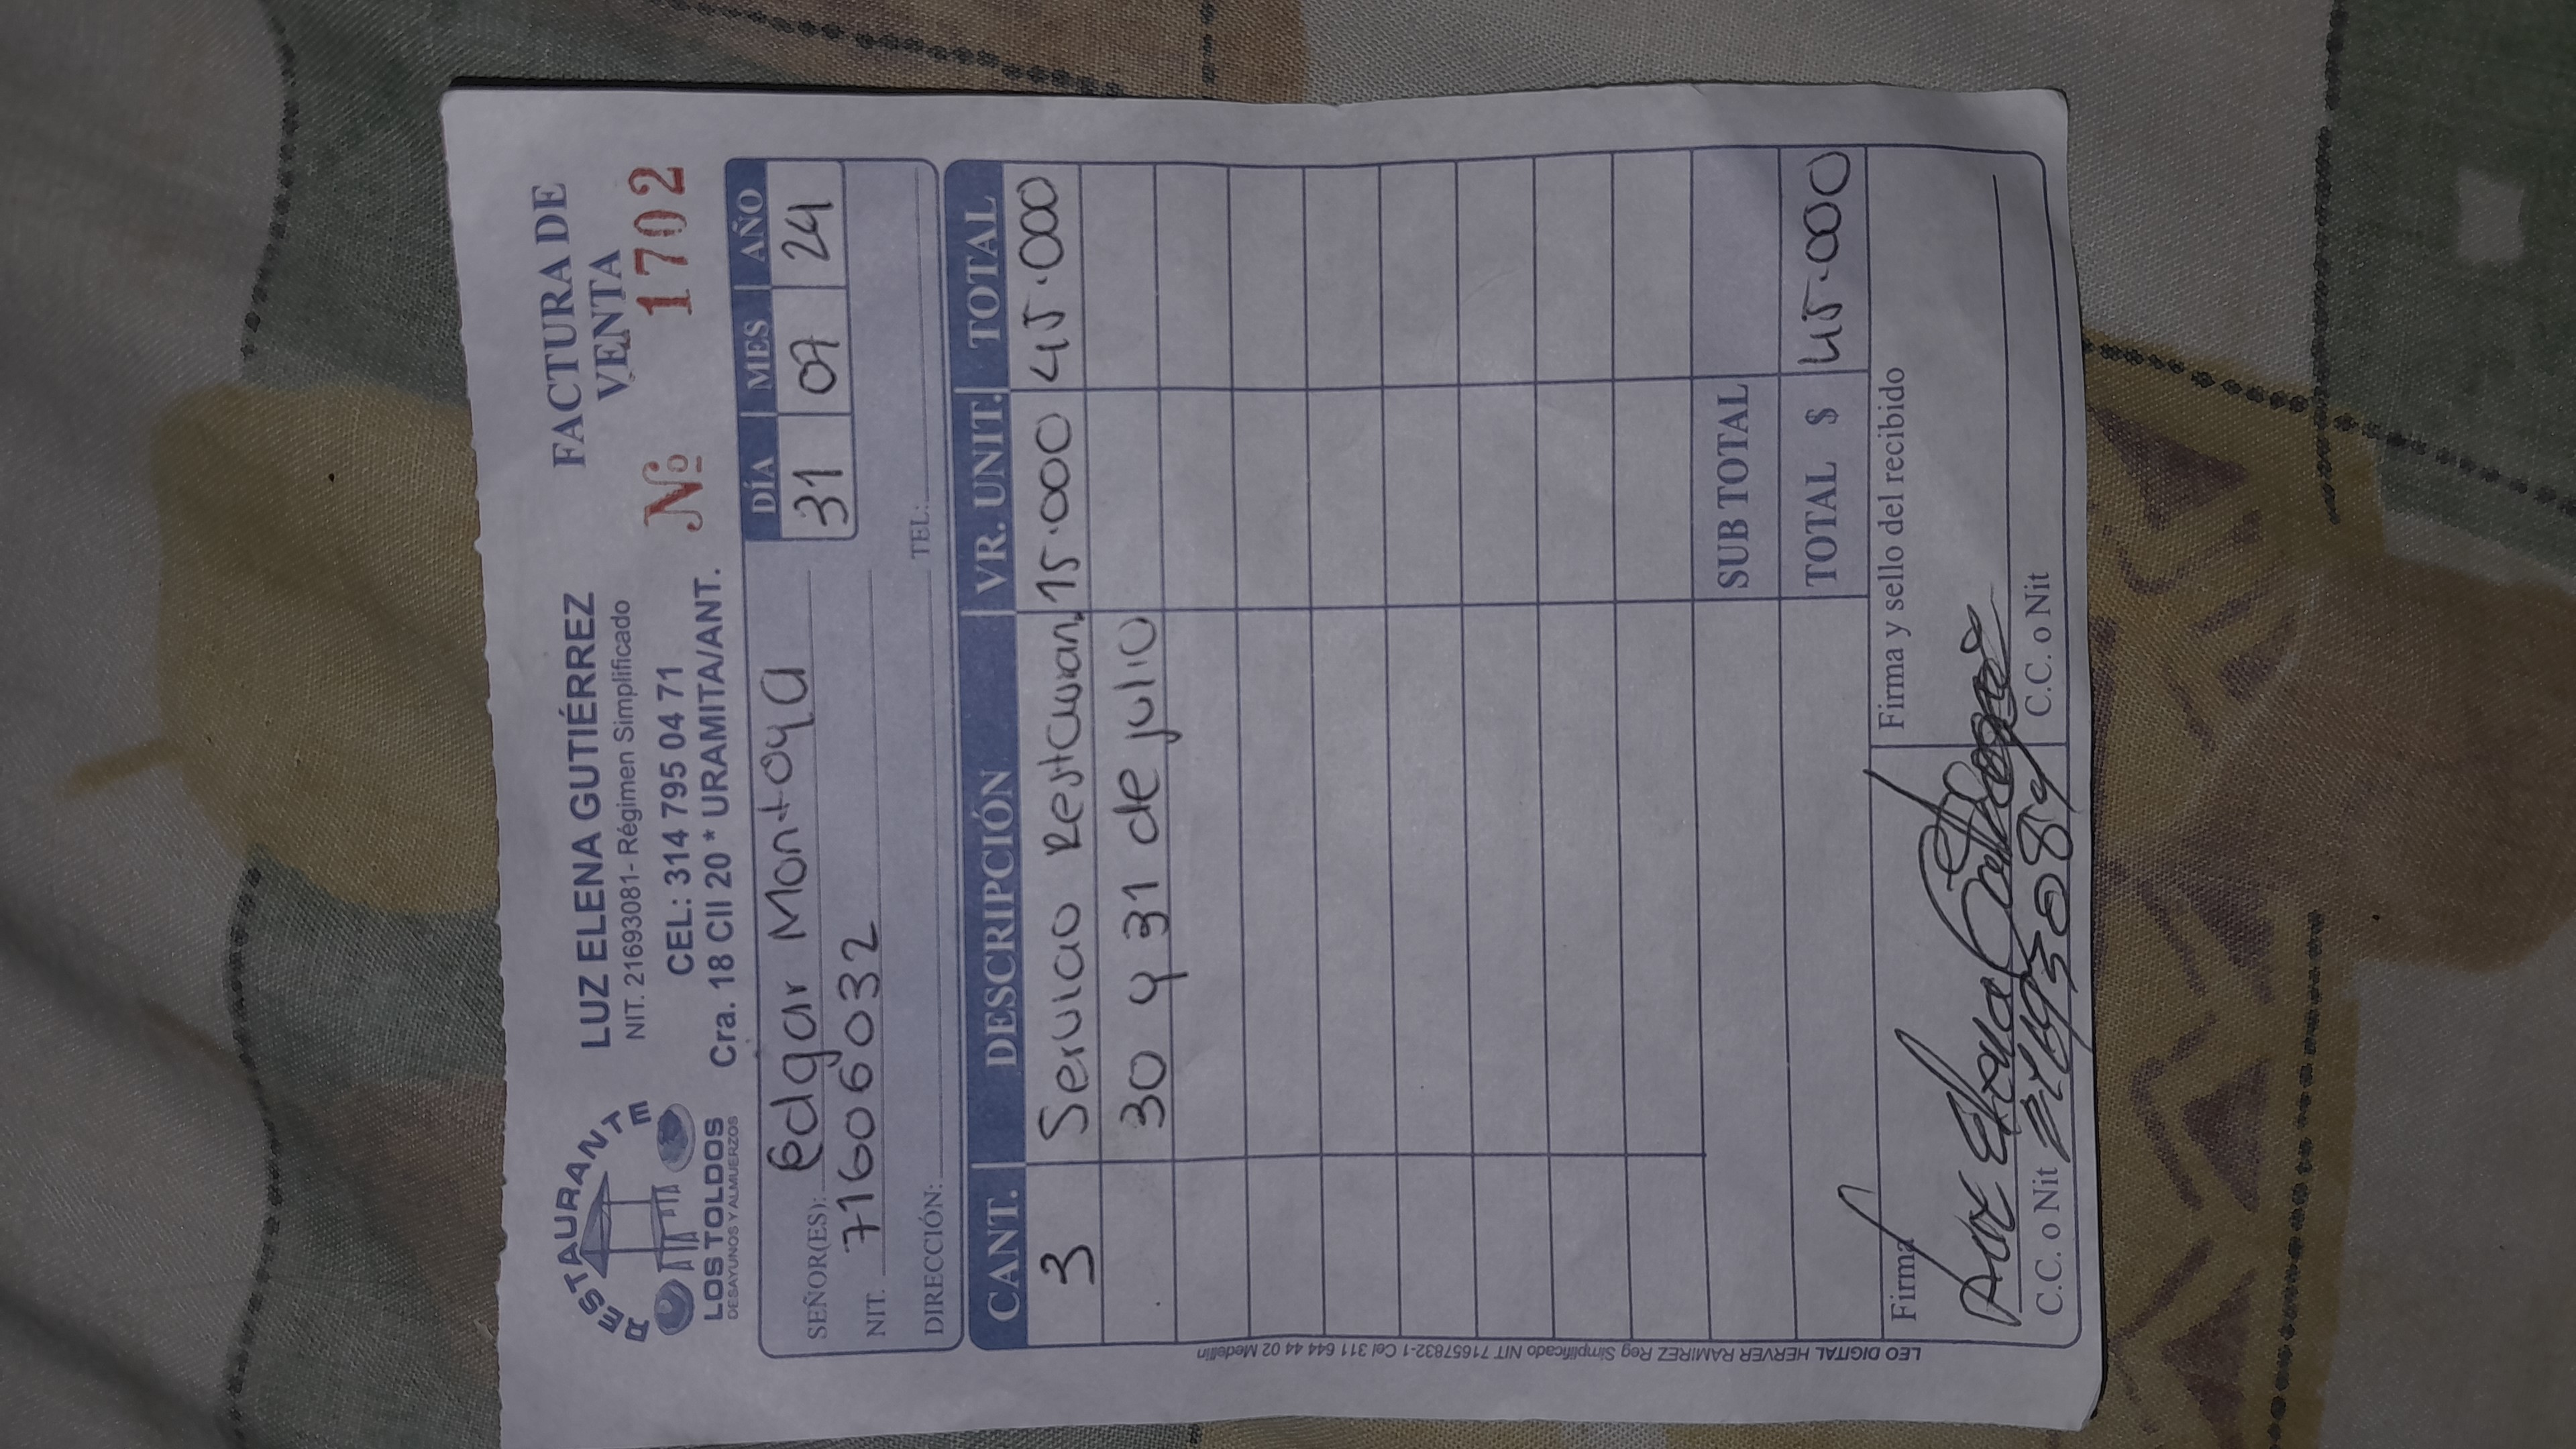 RESTAURANTE
LOS TOLDOS
DESAYUNOS Y ALMUERZOS
LUZ ELENA GUTIÉRREZ
NIT. 21693081- Régimen Simplificado
CEL: 314 795 04 71
Cra. 18 Cll 20 * URAMITA/ANT.
FACTURA DE
VENTA
Nº 1702
DÍA MES AÑO
31 07 24
SEÑOR(ES): Edgar Montoya
NIT. 71606032
DIRECCIÓN: TEL:
CANT. DESCRIPCIÓN VR. UNIT. TOTAL
3 Servicio Restauran. 15.000 45.000
30 y 31 de julio
SUB TOTAL
TOTAL $ 45.000
Firma Firma y sello del recibido
Luz Elena Gutierrez
C.C. o Nit 21693081 C.C. o Nit
LEO DIGITAL HERVER RAMIREZ Reg Simplificado NIT 71657832-1 Cel 311 644 44 02 Medellín